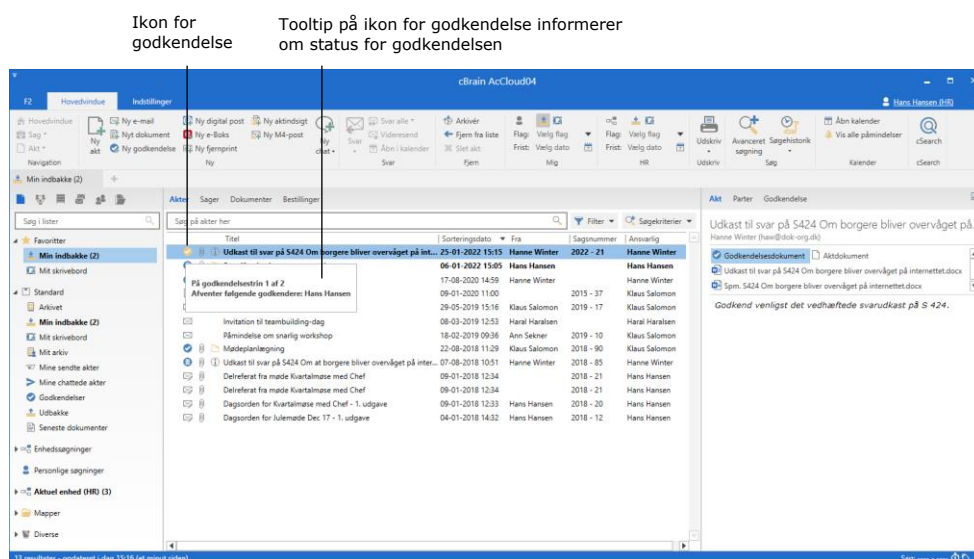 Ikon for
godkendelse
Tooltip på ikon for godkendelse informerer
om status for godkendelsen
cBrain AcCloud04
F2 Hovedvindue Indstillinger
Hans Hansen (HR)
Hovedvindue
Sag
Akt
Navigation
Ny akt
Ny e-mail
Nyt dokument
Ny godkendelse
Ny digital post
Ny e-Boks
Ny fjernprint
Ny aktindsigt
Ny M4-post
Ny chat
Ny
Svar
Svar alle
Videresend
Åbn i kalender
Svar
Arkivér
Fjern fra liste
Slet akt
Fjern
Flag: Vælg flag
Frist: Vælg dato
Mig
Flag: Vælg flag
Frist: Vælg dato
HR
Udskriv
Udskriv
Avanceret søgning
Søgehistorik
Søg
Åbn kalender
Vis alle påmindelser
Kalender
cSearch
cSearch
Min indbakke (2)
Akter Sager Dokumenter Bestillinger
Akt Parter Godkendelse
Søg i lister
Søg på akter her
Filter
Søgekriterier
Favoritter
Min indbakke (2)
Mit skrivebord
Standard
Arkivet
Min indbakke (2)
Mit skrivebord
Mit arkiv
Mine sendte akter
Mine chattede akter
Godkendelser
Udbakke
Seneste dokumenter
Enhedssøgninger
Personlige søgninger
Aktuel enhed (HR) (3)
Mapper
Diverse
Titel Sorteringsdato Fra Sagsnummer Ansvarlig
Udkast til svar på S424 Om borgere bliver overvåget på int... 25-01-2022 15:15 Hanne Winter 2022 - 21 Hanne Winter
06-01-2022 15:05 Hans Hansen Hans Hansen
17-08-2020 14:59 Hanne Winter Hanne Winter
09-01-2020 11:00 2015 - 37 Klaus Salomon
29-05-2019 15:16 Klaus Salomon 2019 - 17 Klaus Salomon
På godkendelsestrin 1 af 2
Afventer følgende godkendere: Hans Hansen
Invitation til teambuilding-dag 08-03-2019 12:53 Haral Haralsen Haral Haralsen
Påmindelse om snarlig workshop 18-02-2019 09:36 Ann Sekner 2019 - 10 Klaus Salomon
Mødeplanlægning 22-08-2018 11:29 Klaus Salomon 2018 - 90 Klaus Salomon
Udkast til svar på S424 Om at borgere bliver overvåget på inter... 07-08-2018 10:51 Hanne Winter 2018 - 85 Hanne Winter
Delreferat fra møde Kvartalmøse med Chef 09-01-2018 12:34 2018 - 21 Hans Hansen
Delreferat fra møde Kvartalmøse med Chef 09-01-2018 12:34 2018 - 21 Hans Hansen
Dagsorden for Kvartalmøse med Chef - 1. udgave 09-01-2018 12:33 Hans Hansen 2018 - 20 Hans Hansen
Dagsorden for Julemøde Dec 17 - 1. udgave 04-01-2018 14:32 Hans Hansen 2018 - 12 Hans Hansen
Udkast til svar på S424 Om borgere bliver overvåget på
Hanne Winter (haw@dok-org.dk)
Godkendelsesdokument Aktdokument
Udkast til svar på S424 Om borgere bliver overvåget på internettet.docx
Spm. S424 Om borgere bliver overvåget på internettet.docx
Godkend venligst det vedhæftede svarudkast på S 424.
13 resultater - opdateret i dag 15:16 (et minut siden)